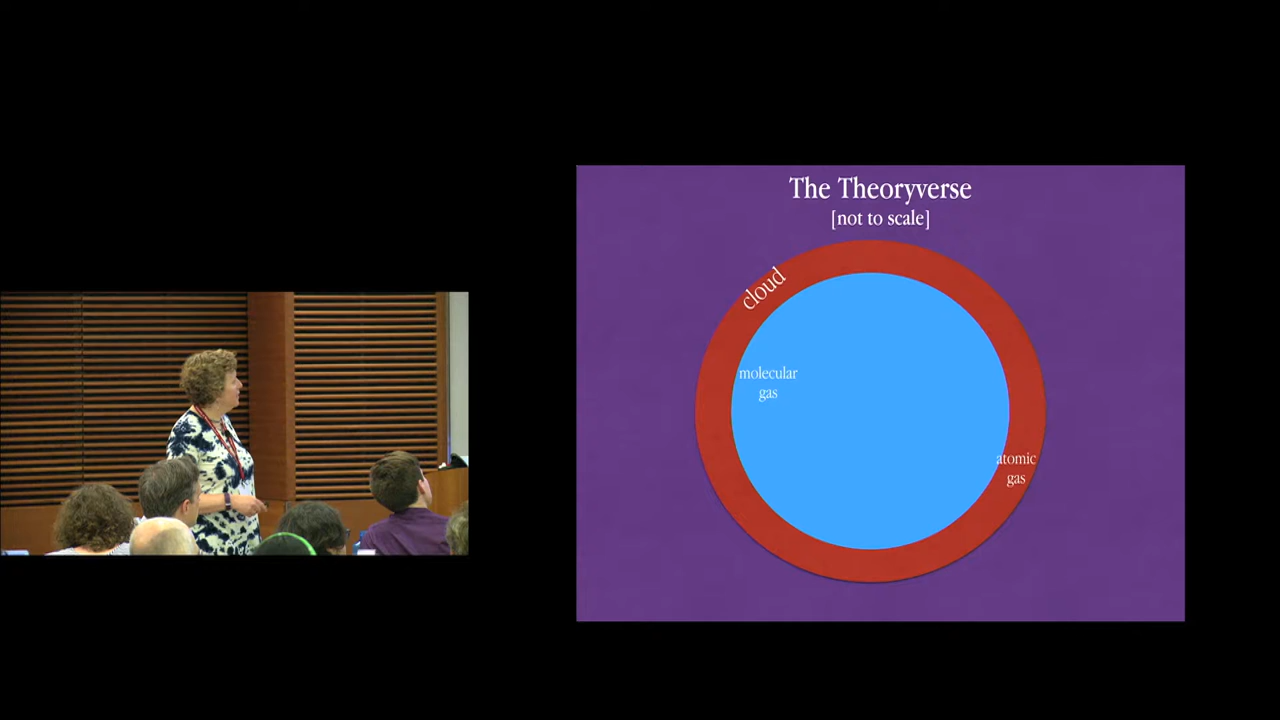 The Theoryverse
[not to scale]
cloud
molecular
gas
atomic
gas